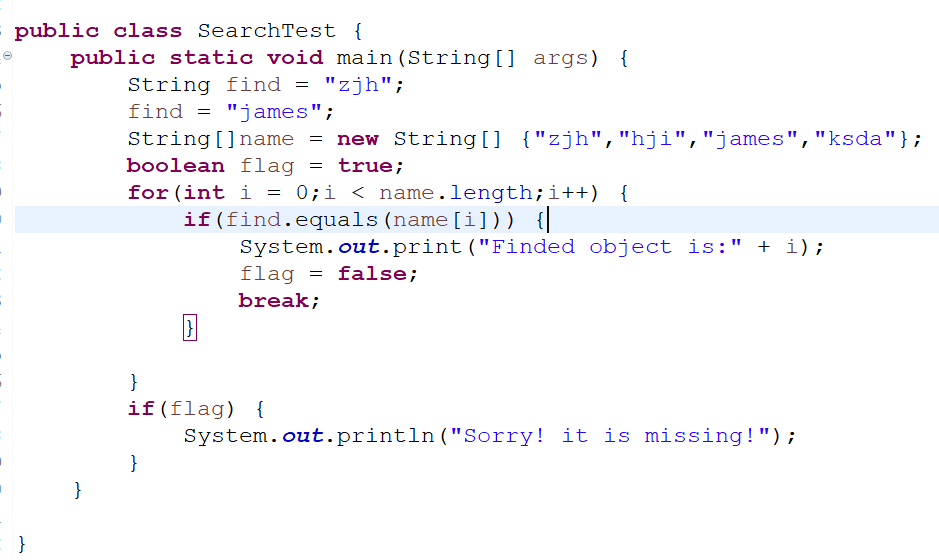 public class SearchTest {
public static void main(String[] args) {
String find = "zjh";
find = "james";
String[]name = new String[] {"zjh","hji","james","ksda"};
boolean flag = true;
for(int i = 0;i < name.length;i++) {
if(find.equals(name[i])) {
System.out.print("Finded object is:" + i);
flag = false;
break;
}
}
if(flag) {
System.out.println("Sorry! it is missing!");
}
}
}